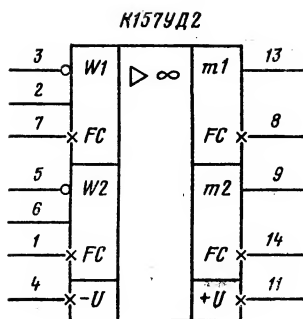 К157УД2
3 W1 ▷ ∞ m1 13
2
7 FC FC 8
5 W2 m2 9
6
1 FC FC 14
4 -U +U 11